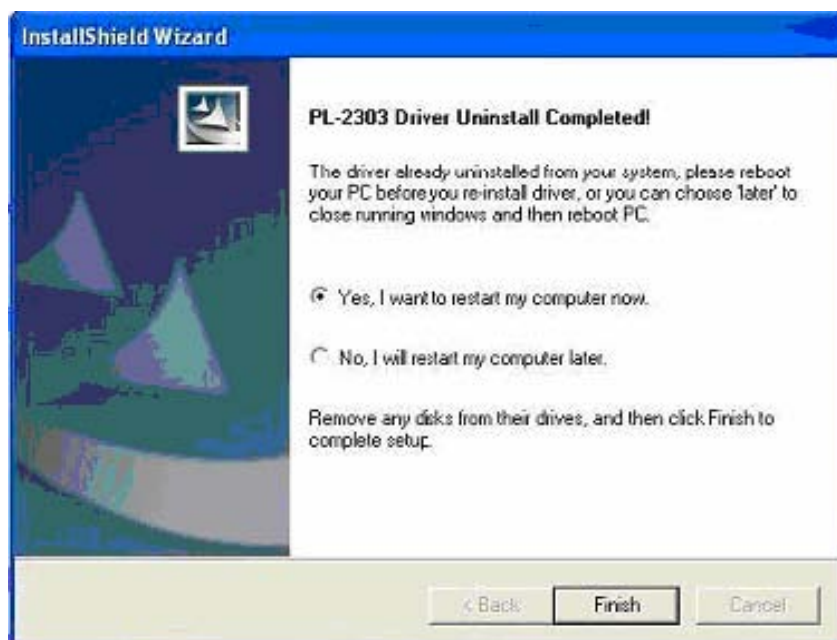 InstallShield Wizard
PL-2303 Driver Uninstall Completed!
The driver already uninstalled from your system, please reboot
your PC before you re-install driver, or you can choose 'later' to
close running windows and then reboot PC.
Yes, I want to restart my computer now.
No, I will restart my computer later.
Remove any disks from their drives, and then click Finish to
complete setup.
< Back
Finish
Cancel